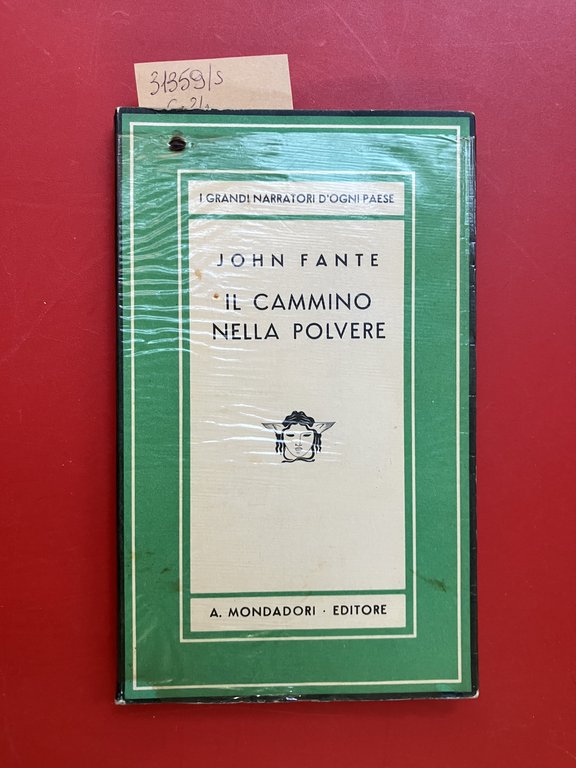 31359/s
I GRANDI NARRATORI D'OGNI PAESE
JOHN FANTE
IL CAMMINO
NELLA POLVERE
A. MONDADORI · EDITORE